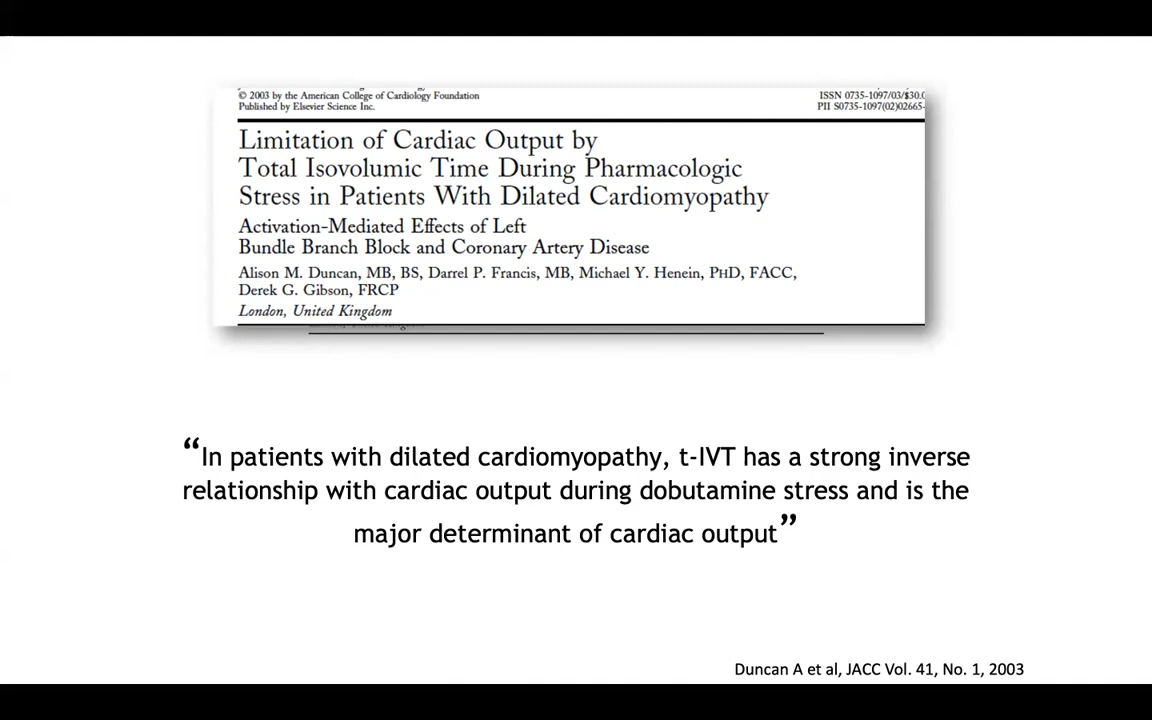 © 2003 by the American College of Cardiology Foundation
Published by Elsevier Science Inc.
ISSN 0735-1097/03/$30.0
PII S0735-1097(02)02665-
Limitation of Cardiac Output by
Total Isovolumic Time During Pharmacologic
Stress in Patients With Dilated Cardiomyopathy
Activation-Mediated Effects of Left
Bundle Branch Block and Coronary Artery Disease
Alison M. Duncan, MB, BS, Darrel P. Francis, MB, Michael Y. Henein, PHD, FACC,
Derek G. Gibson, FRCP
London, United Kingdom
“In patients with dilated cardiomyopathy, t-IVT has a strong inverse
relationship with cardiac output during dobutamine stress and is the
major determinant of cardiac output”
Duncan A et al, JACC Vol. 41, No. 1, 2003